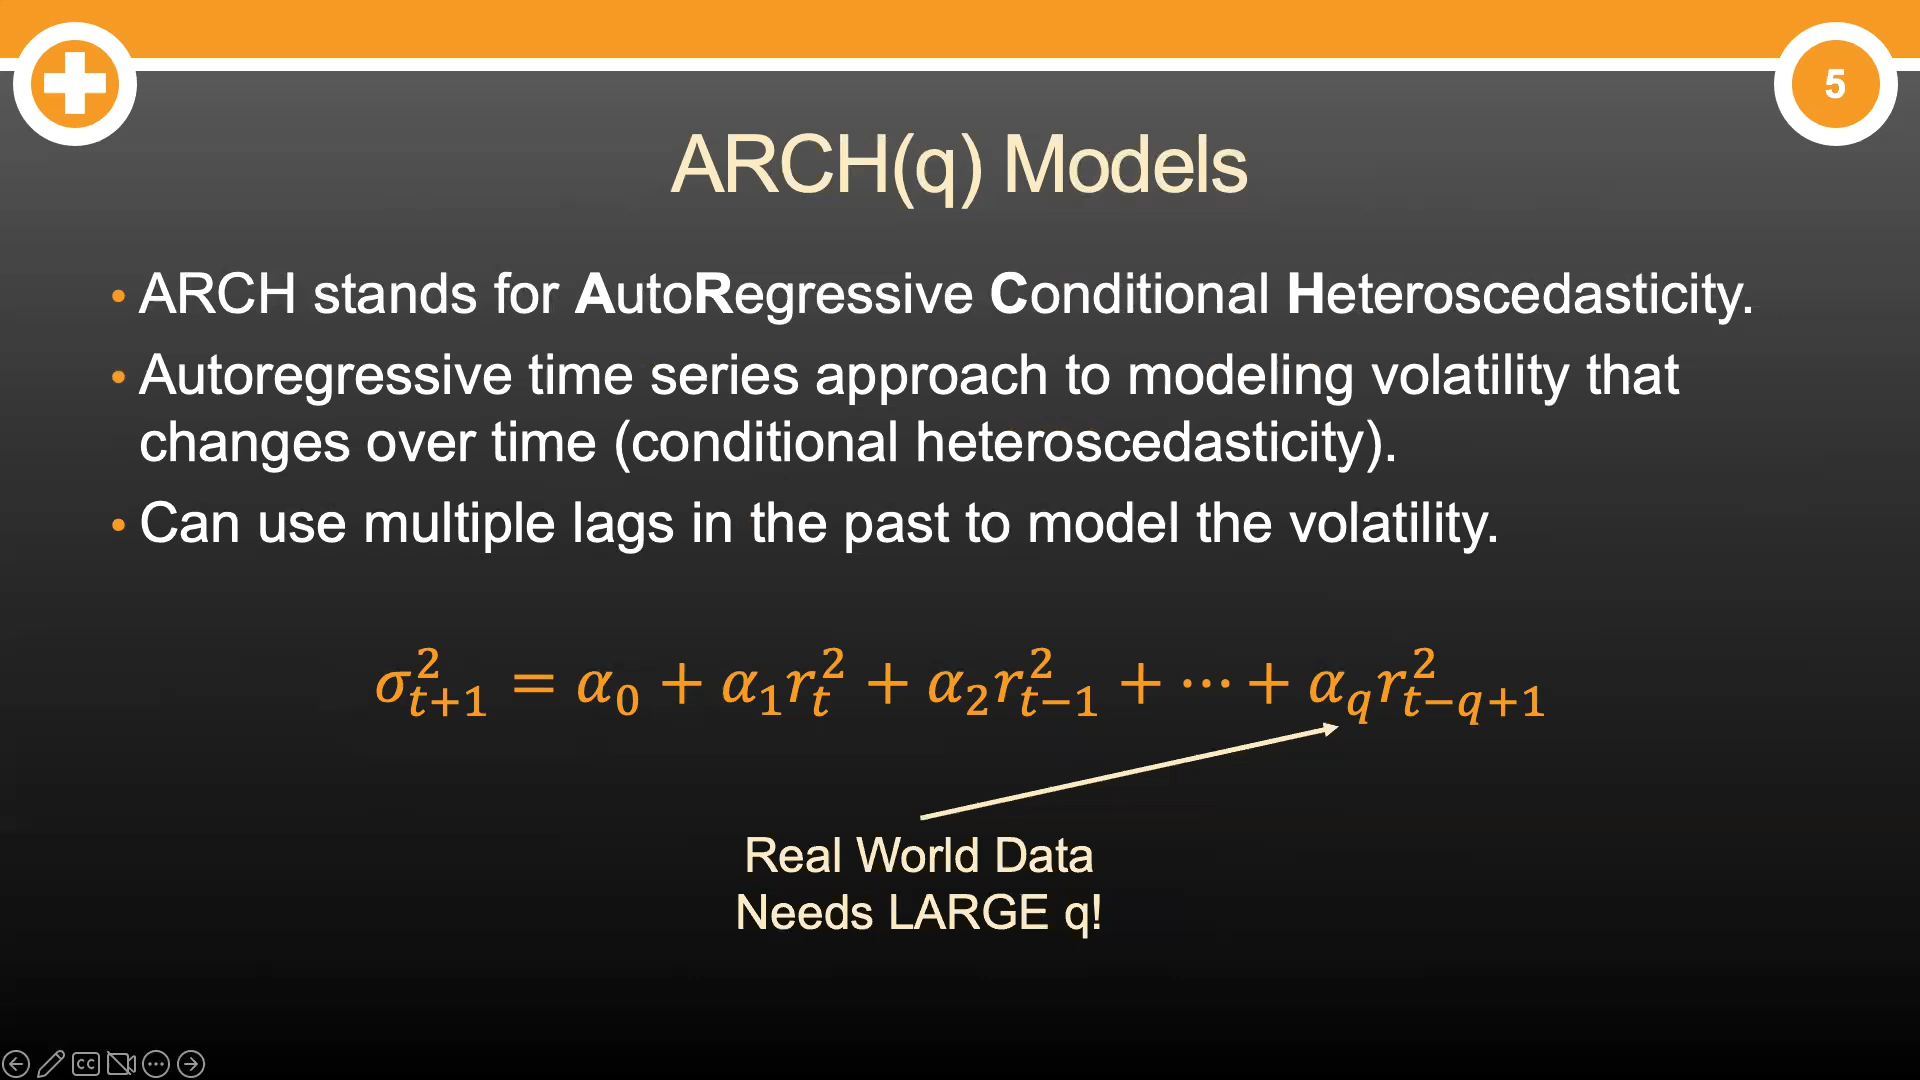 5
ARCH(q) Models
• ARCH stands for AutoRegressive Conditional Heteroscedasticity.
• Autoregressive time series approach to modeling volatility that
changes over time (conditional heteroscedasticity).
• Can use multiple lags in the past to model the volatility.
σ²ₜ₊₁ = α₀ + α₁r²ₜ + α₂r²ₜ₋₁ + ⋯ + α_q r²_{t−q+1}
Real World Data
Needs LARGE q!
CC